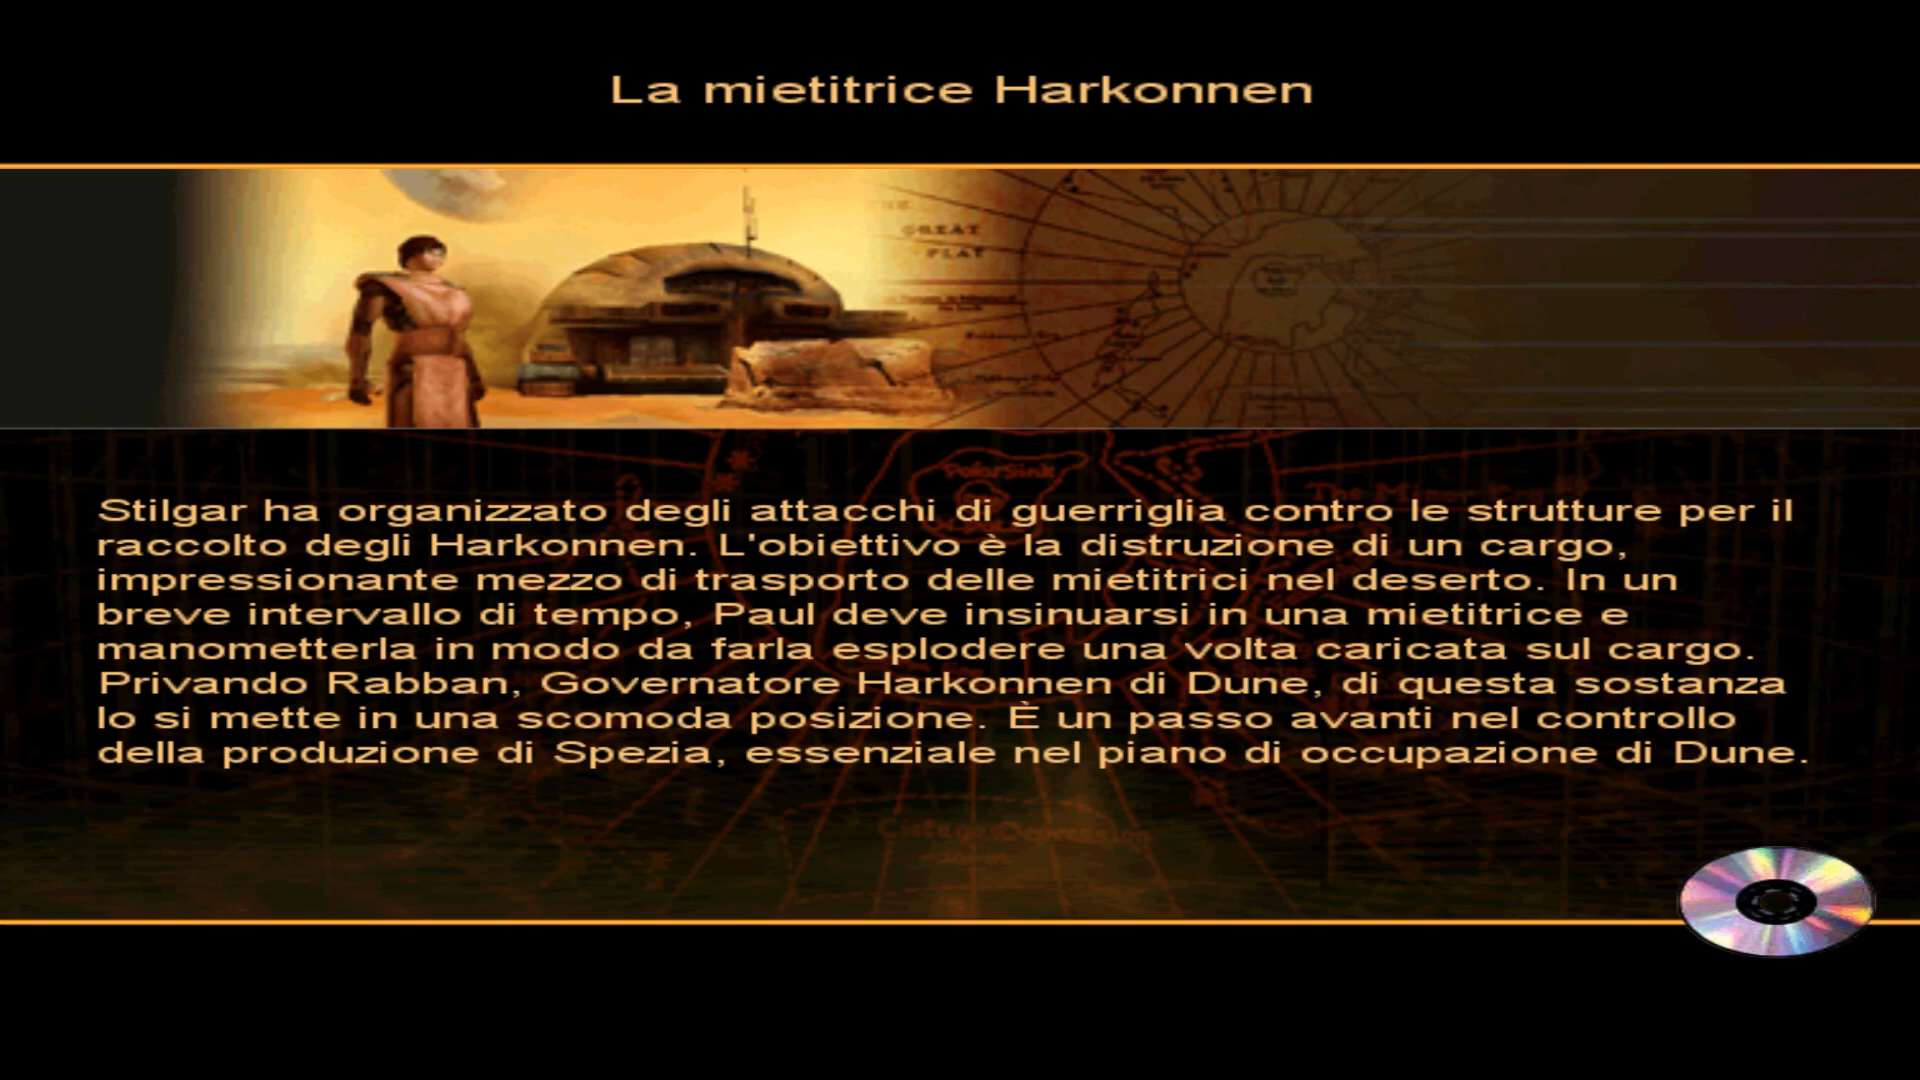 La mietitrice Harkonnen
GREAT
FLAT
Polar Sink
Stilgar ha organizzato degli attacchi di guerriglia contro le strutture per il
raccolto degli Harkonnen. L'obiettivo è la distruzione di un cargo,
impressionante mezzo di trasporto delle mietitrici nel deserto. In un
breve intervallo di tempo, Paul deve insinuarsi in una mietitrice e
manometterla in modo da farla esplodere una volta caricata sul cargo.
Privando Rabban, Governatore Harkonnen di Dune, di questa sostanza
lo si mette in una scomoda posizione. È un passo avanti nel controllo
della produzione di Spezia, essenziale nel piano di occupazione di Dune.